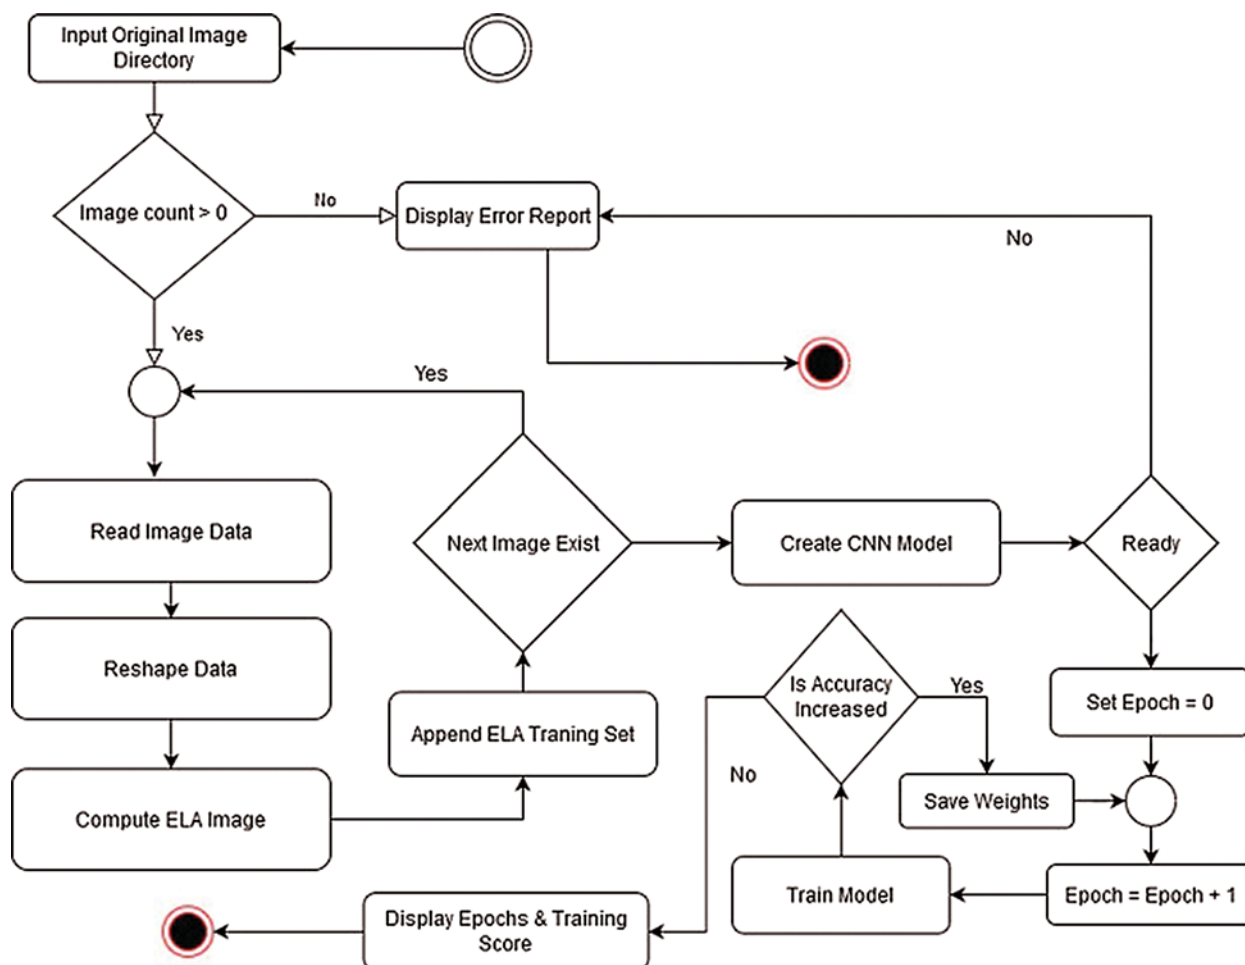 Input Original Image
Directory
Image count > 0
No
Display Error Report
No
Yes
Yes
Read Image Data
Next Image Exist
Create CNN Model
Ready
Reshape Data
Is Accuracy
Increased
Yes
Set Epoch = 0
Append ELA Traning Set
No
Save Weights
Compute ELA Image
Train Model
Epoch = Epoch + 1
Display Epochs & Training
Score